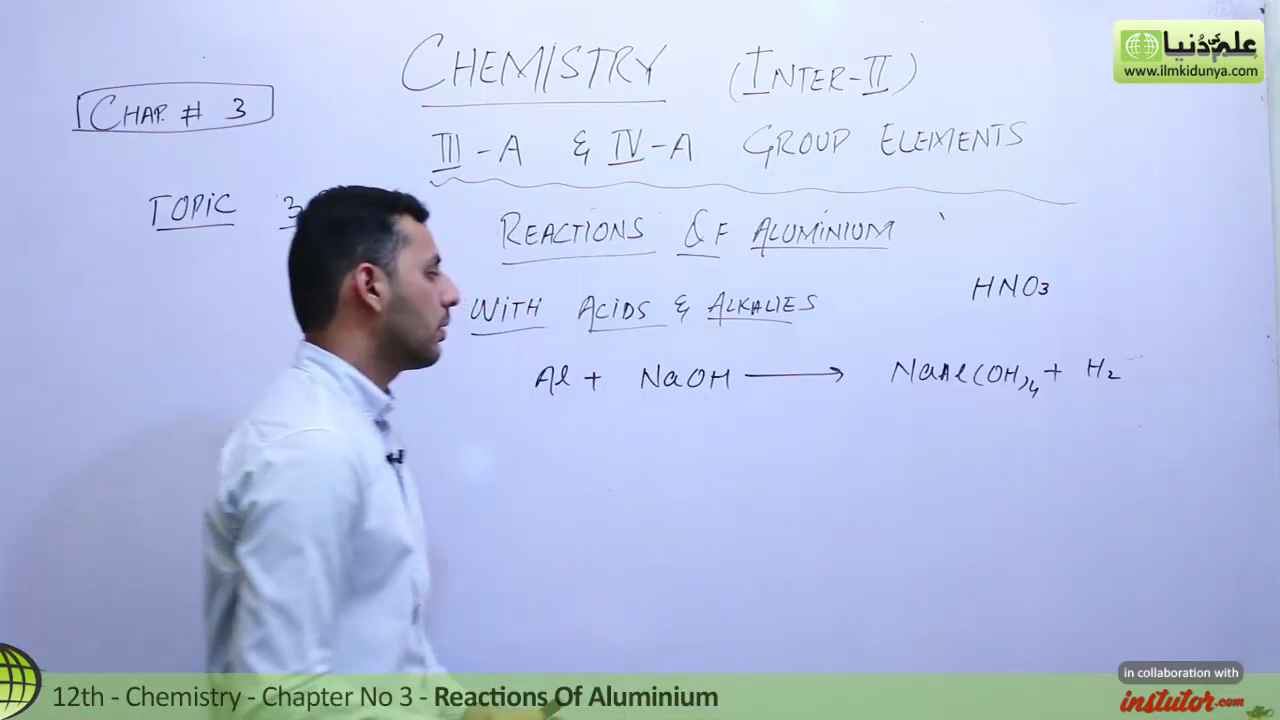 CHEMISTRY (INTER-II)
CHAP. # 3
III-A & IV-A GROUP ELEMENTS
TOPIC 3
REACTIONS OF ALUMINIUM
HNO3
WITH ACIDS & ALKALIES
Al + NaOH ⟶ NaAl(OH)4 + H2
علم کی دُنیا
www.ilmkidunya.com
12th - Chemistry - Chapter No 3 - Reactions Of Aluminium
in collaboration with
instutor.com